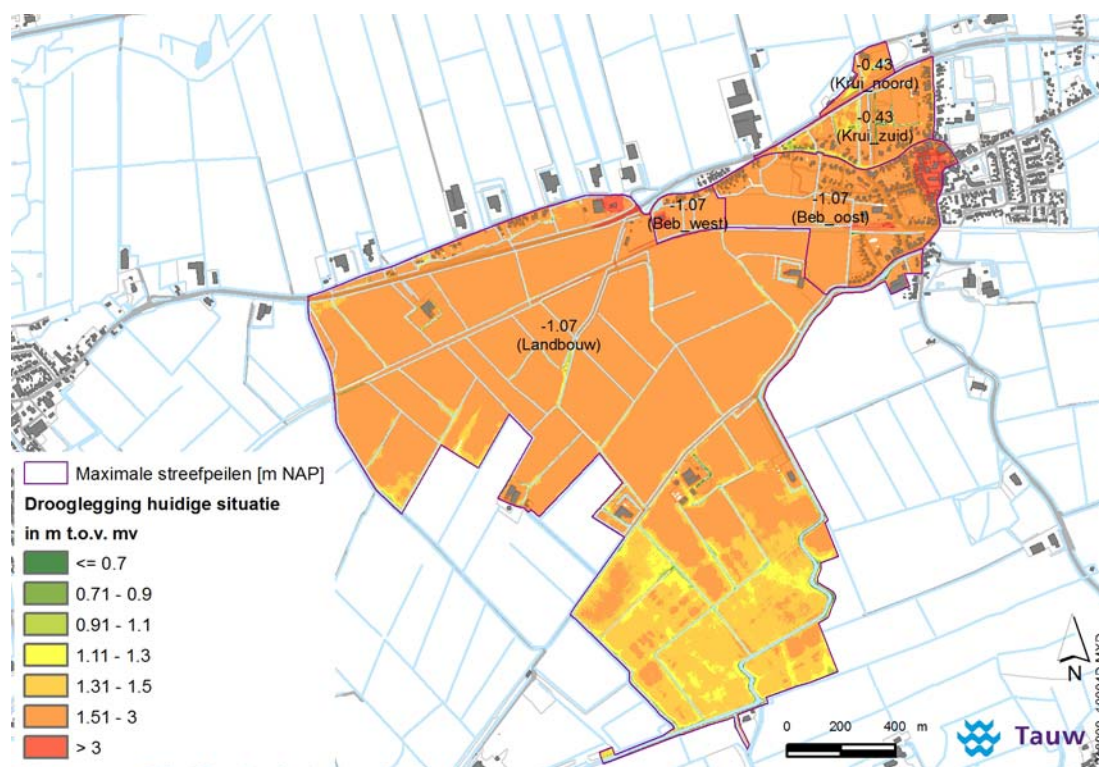 -0.43
(Krui_noord)
-0.43
(Krui_zuid)
-1.07
(Beb_west)
-1.07
(Beb_oost)
-1.07
(Landbouw)
Maximale streefpeilen [m NAP]
Drooglegging huidige situatie
in m t.o.v. mv
<= 0.7
0.71 - 0.9
0.91 - 1.1
1.11 - 1.3
1.31 - 1.5
1.51 - 3
> 3
N
0 200 400 m
Tauw